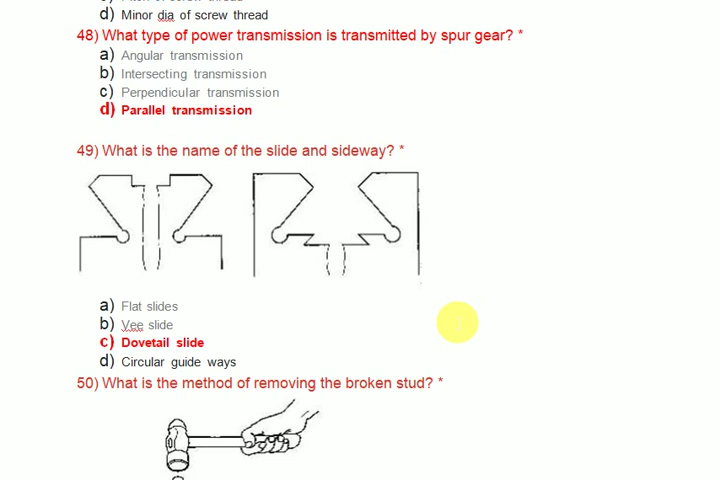 d) Minor dia of screw thread
48) What type of power transmission is transmitted by spur gear? *
a) Angular transmission
b) Intersecting transmission
c) Perpendicular transmission
d) Parallel transmission
49) What is the name of the slide and sideway? *
a) Flat slides
b) Vee slide
c) Dovetail slide
d) Circular guide ways
50) What is the method of removing the broken stud? *